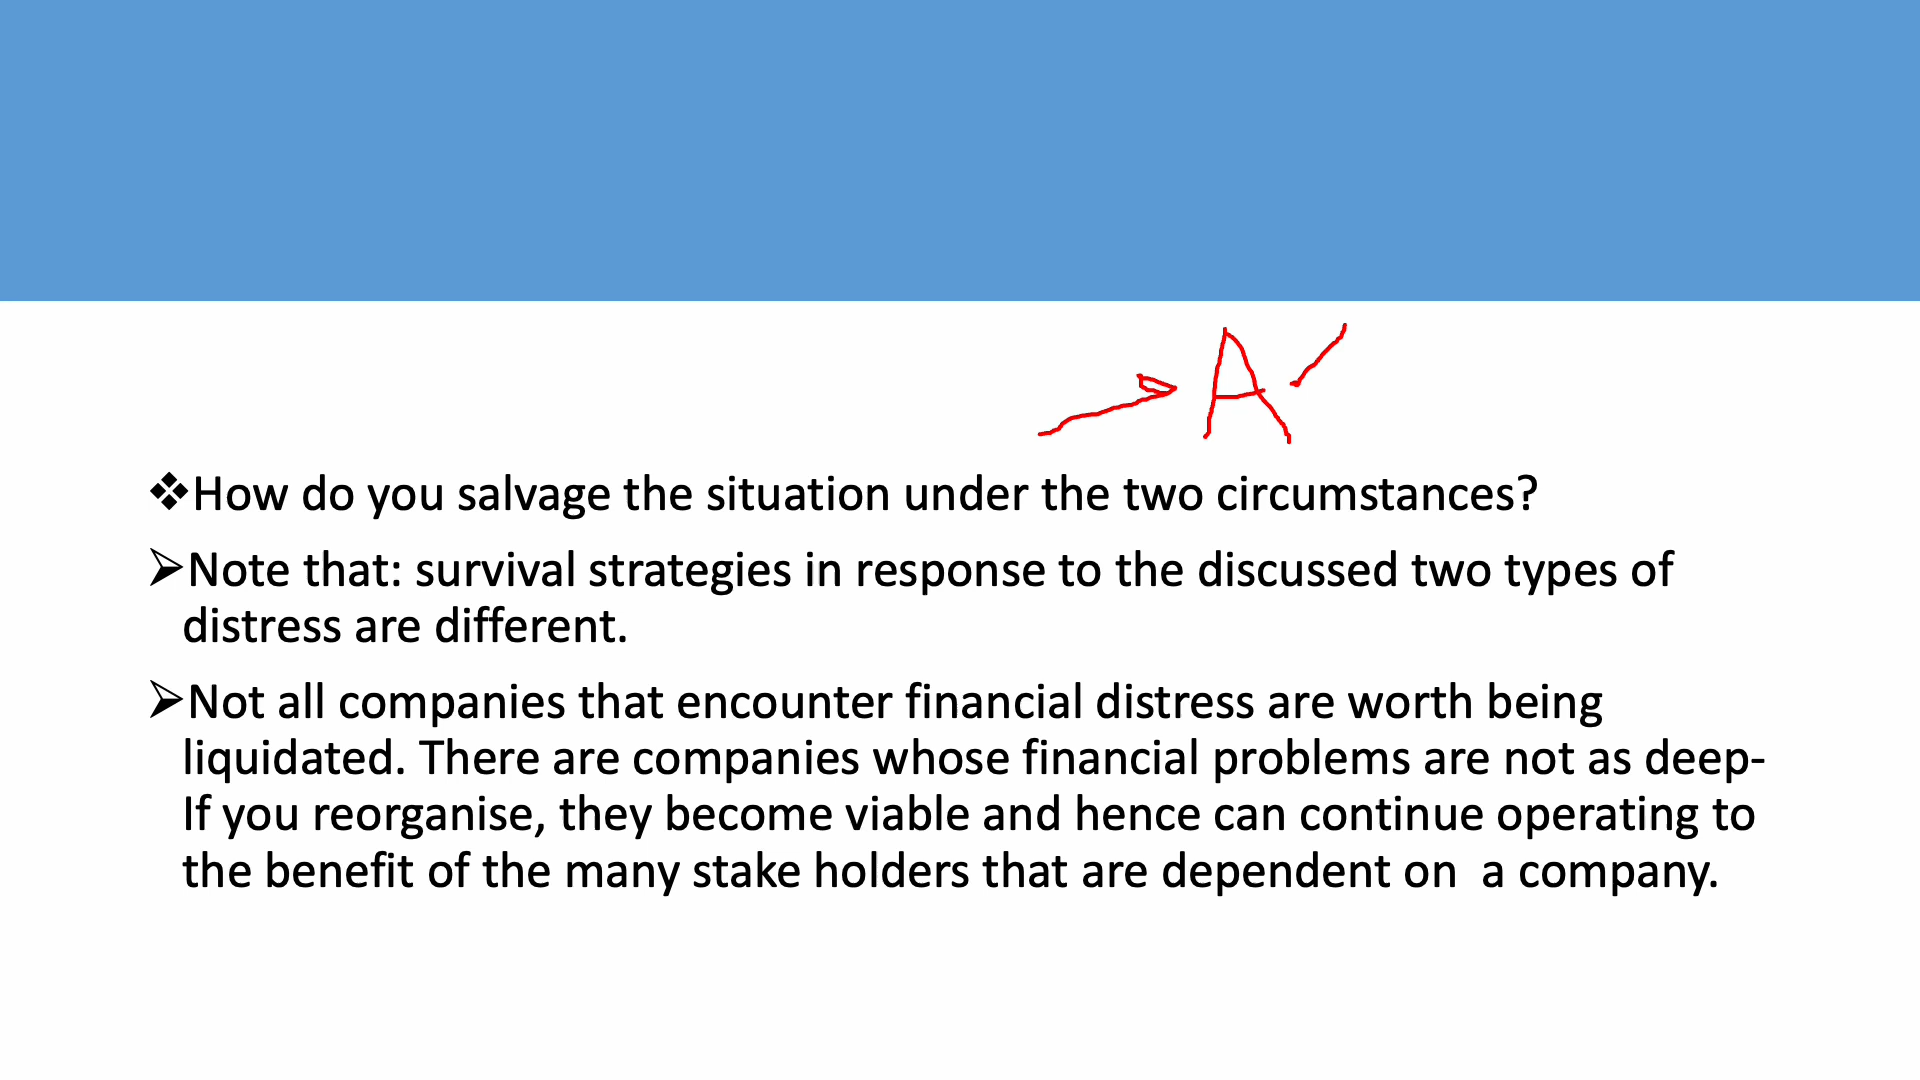 A
❖How do you salvage the situation under the two circumstances?
➢Note that: survival strategies in response to the discussed two types of
distress are different.
➢Not all companies that encounter financial distress are worth being
liquidated. There are companies whose financial problems are not as deep-
If you reorganise, they become viable and hence can continue operating to
the benefit of the many stake holders that are dependent on  a company.